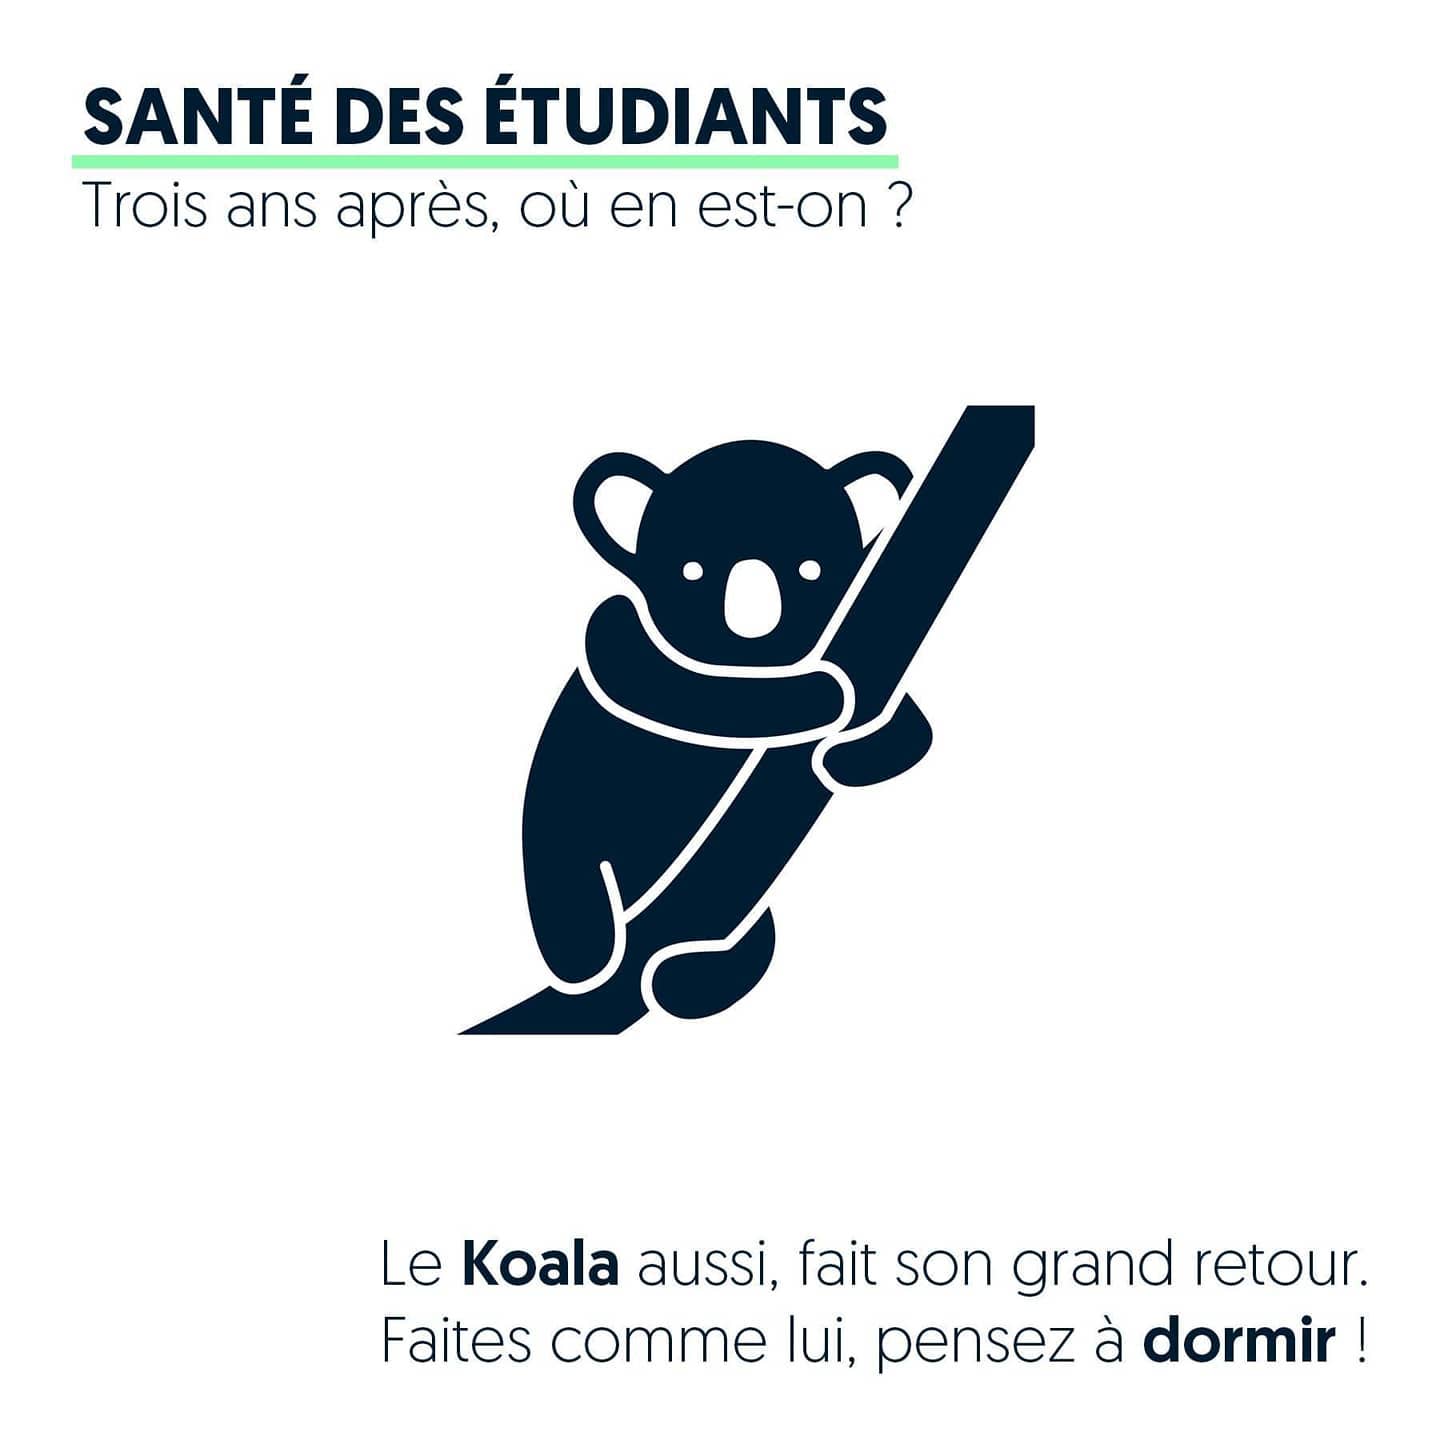 SANTÉ DES ÉTUDIANTS
Trois ans après, où en est-on ?
Le Koala aussi, fait son grand retour.
Faites comme lui, pensez à dormir !